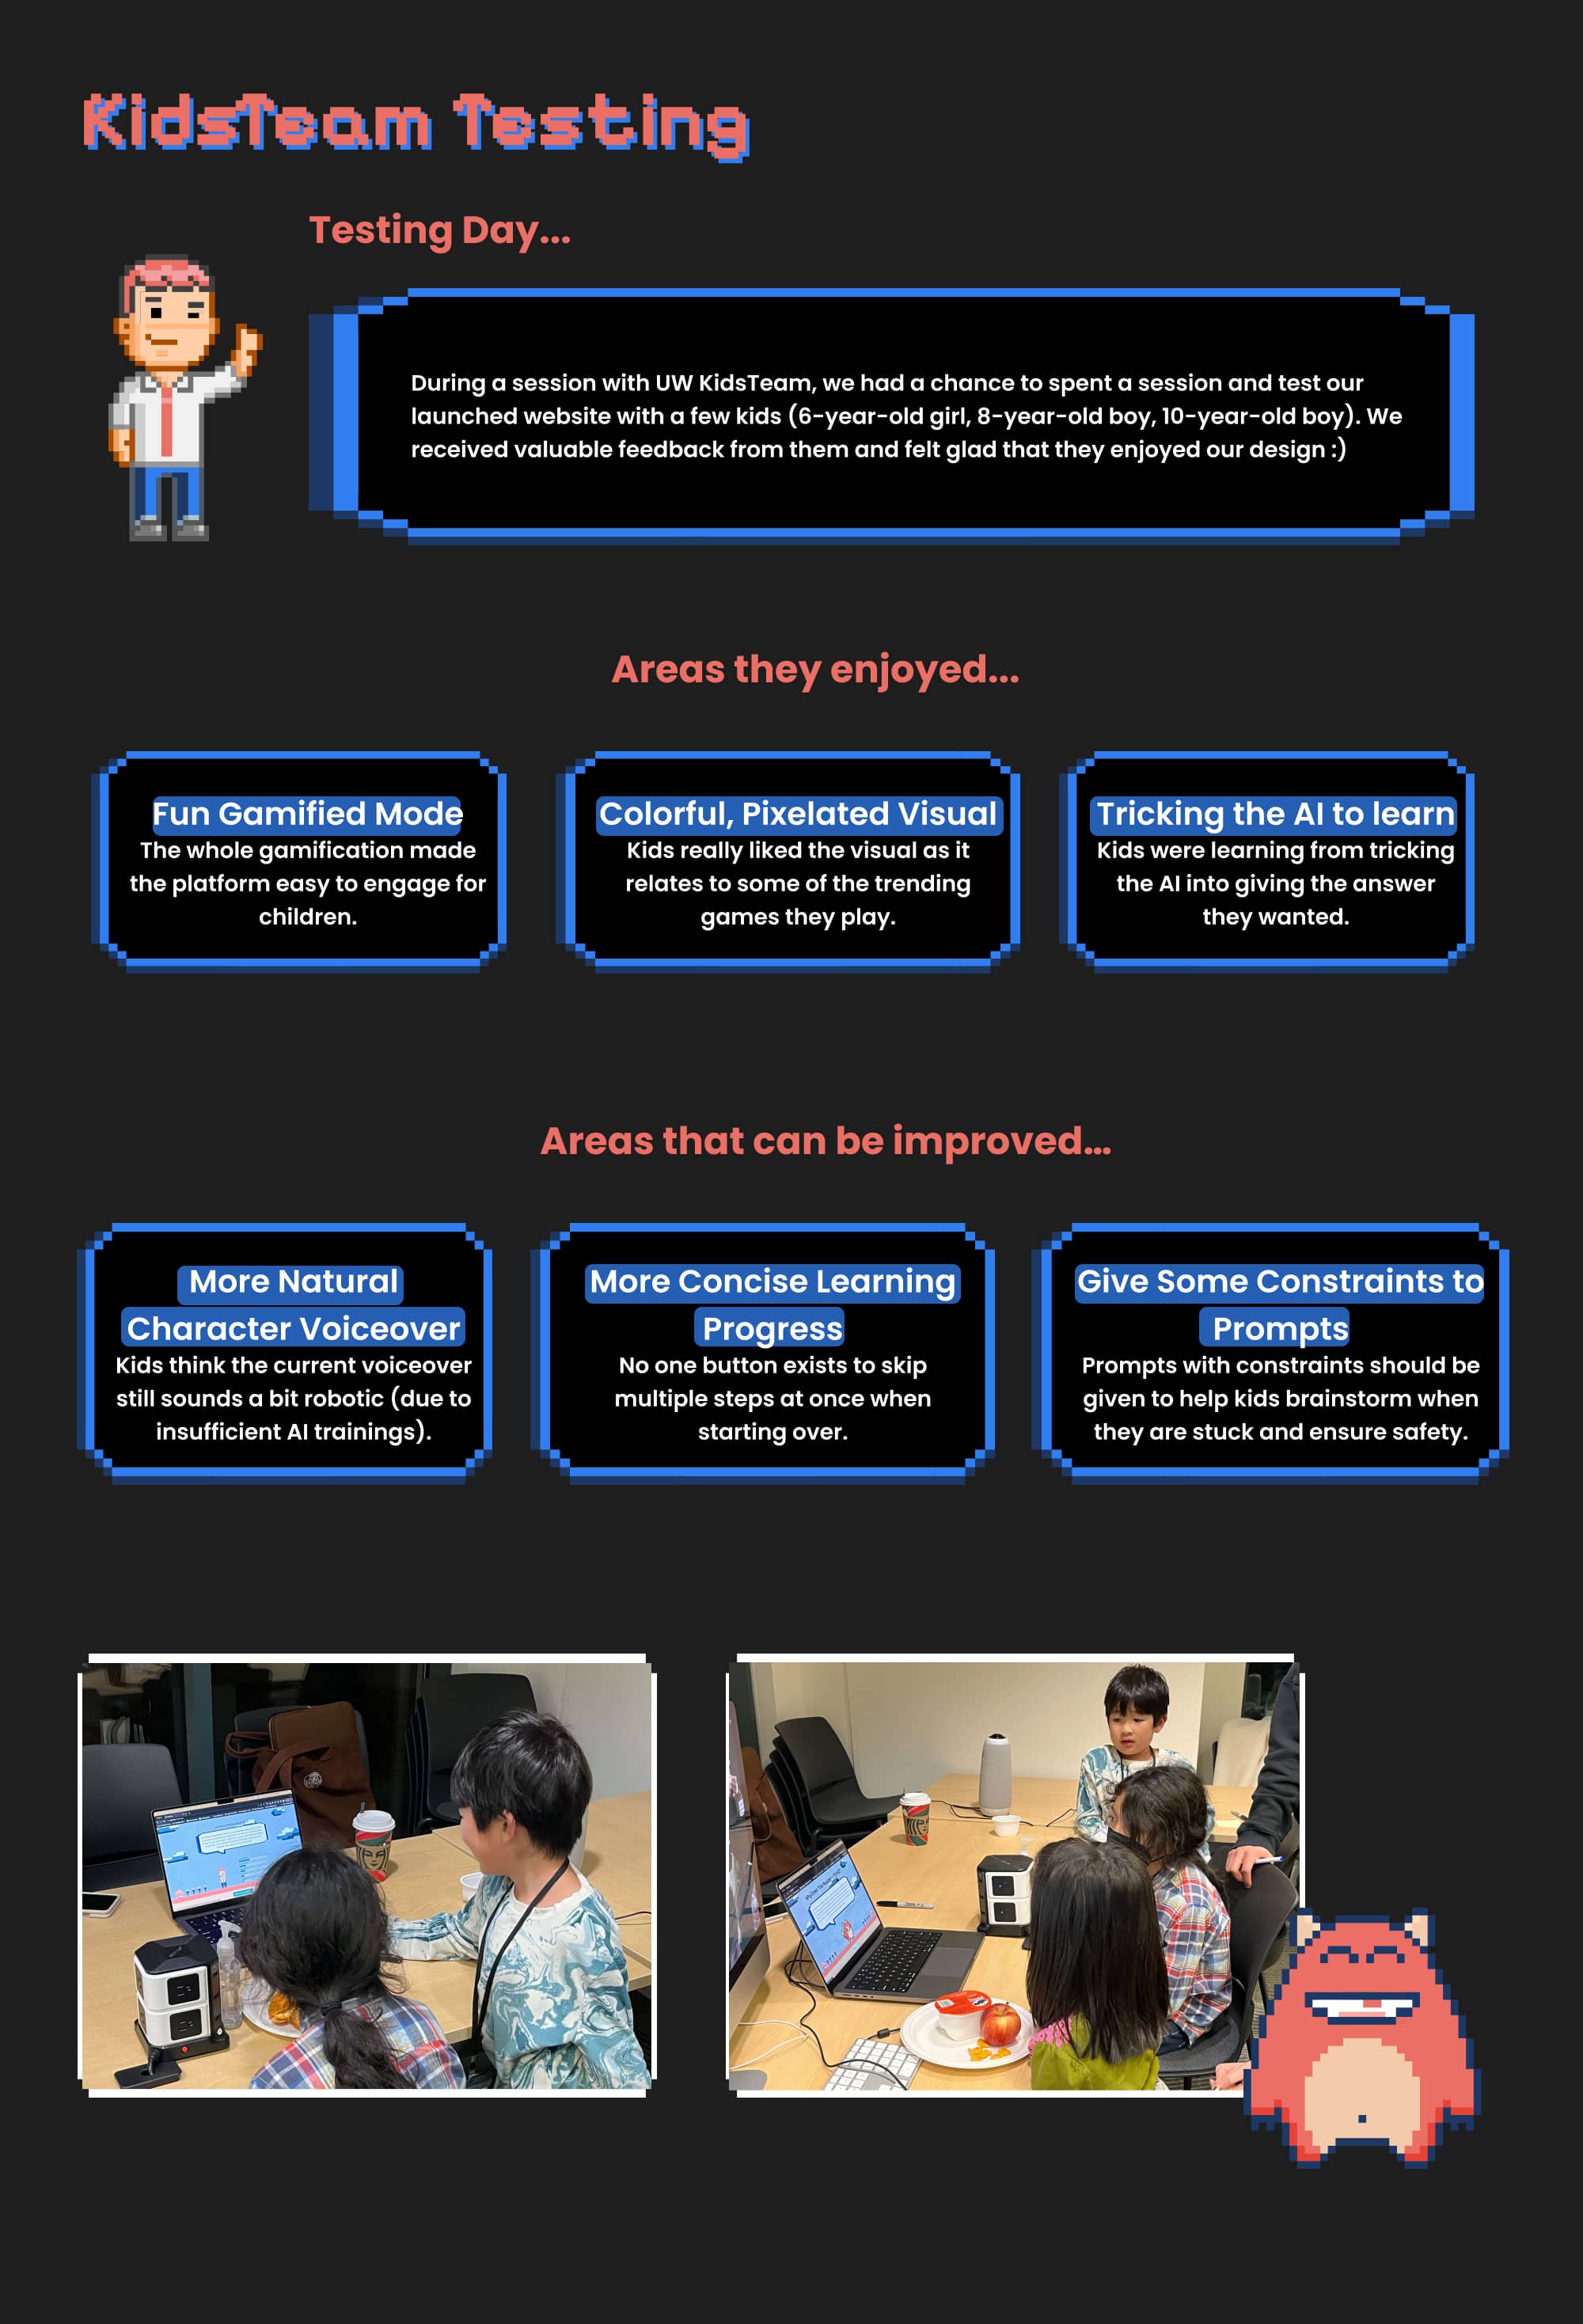 KidsTeam Testing
Testing Day...
During a session with UW KidsTeam, we had a chance to spent a session and test our
launched website with a few kids (6-year-old girl, 8-year-old boy, 10-year-old boy). We
received valuable feedback from them and felt glad that they enjoyed our design :)
Areas they enjoyed...
Fun Gamified Mode
The whole gamification made
the platform easy to engage for
children.
Colorful, Pixelated Visual
Kids really liked the visual as it
relates to some of the trending
games they play.
Tricking the AI to learn
Kids were learning from tricking
the AI into giving the answer
they wanted.
Areas that can be improved...
More Natural
Character Voiceover
Kids think the current voiceover
still sounds a bit robotic (due to
insufficient AI trainings).
More Concise Learning
Progress
No one button exists to skip
multiple steps at once when
starting over.
Give Some Constraints to
Prompts
Prompts with constraints should be
given to help kids brainstorm when
they are stuck and ensure safety.